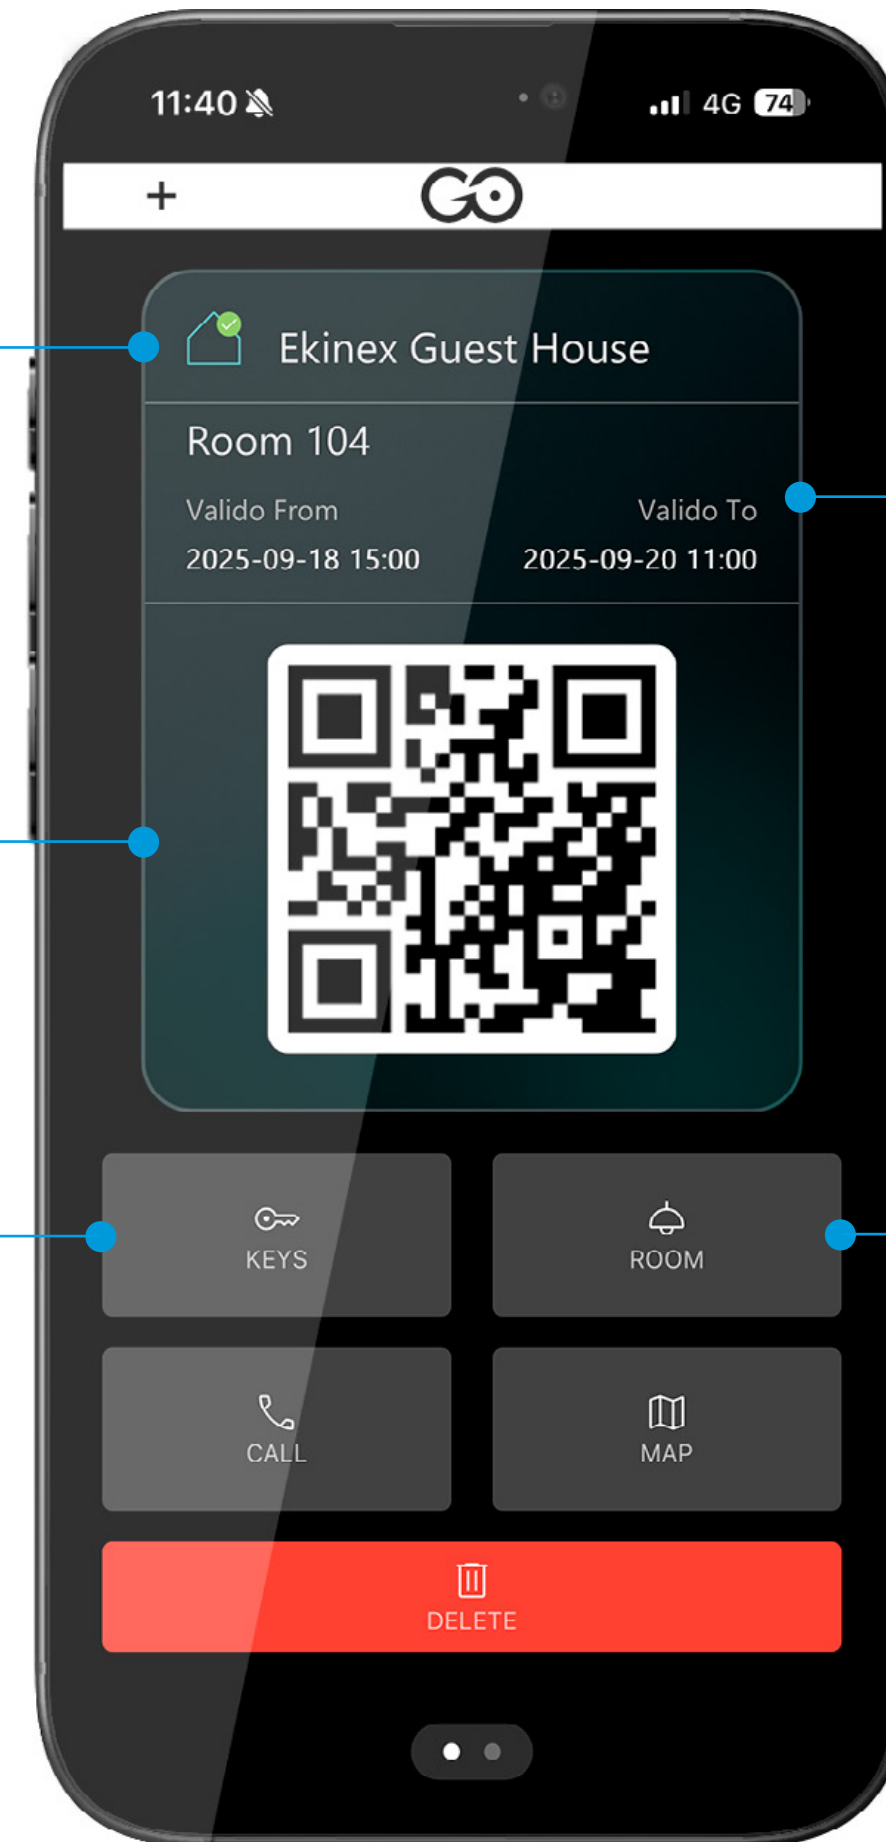 11:40 4G 74
GO
Ekinex Guest House
Room 104
Valido From Valido To
2025-09-18 15:00 2025-09-20 11:00
KEYS ROOM
CALL MAP
DELETE